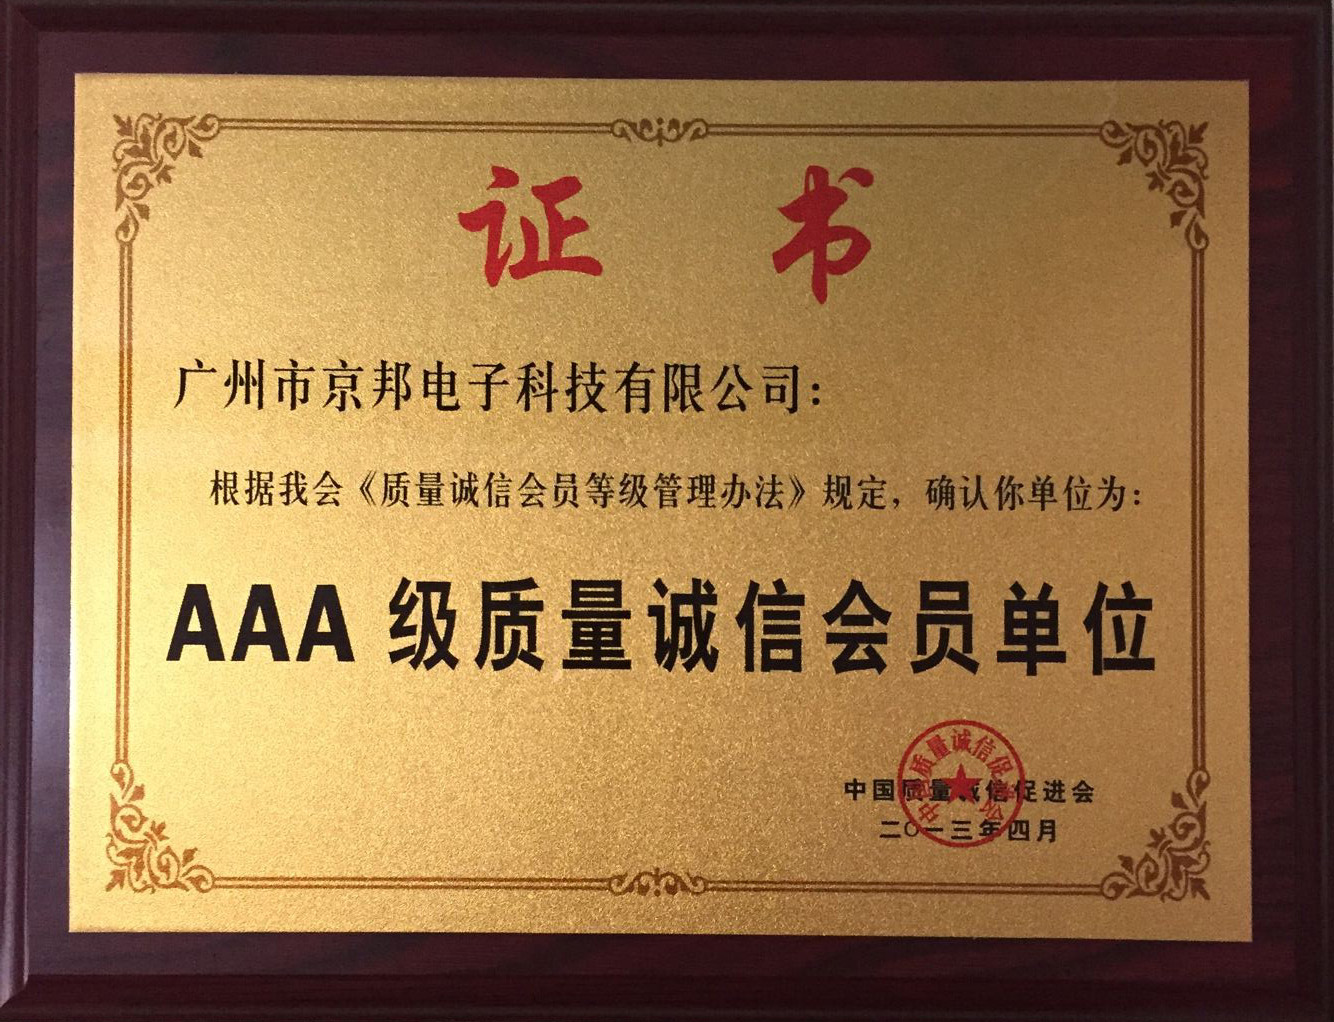 证 书
广州市京邦电子科技有限公司：
根据我会《质量诚信会员等级管理办法》规定，确认你单位为：
AAA 级质量诚信会员单位
中国质量诚信促进会
二〇一三年四月